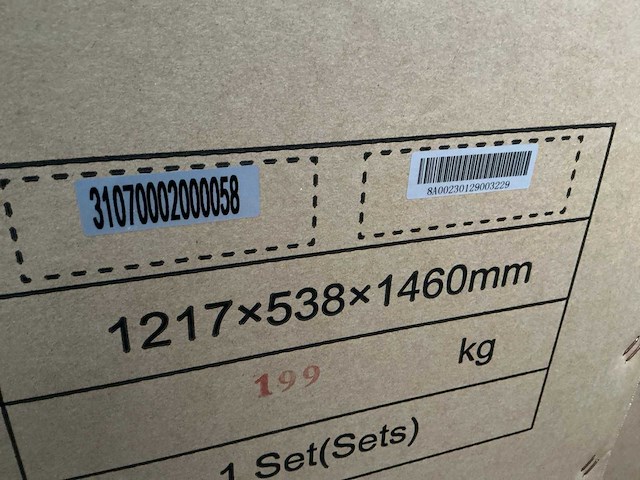 31070002000058
8A00230129003229
1217×538×1460mm
199 kg
1 Set(Sets)